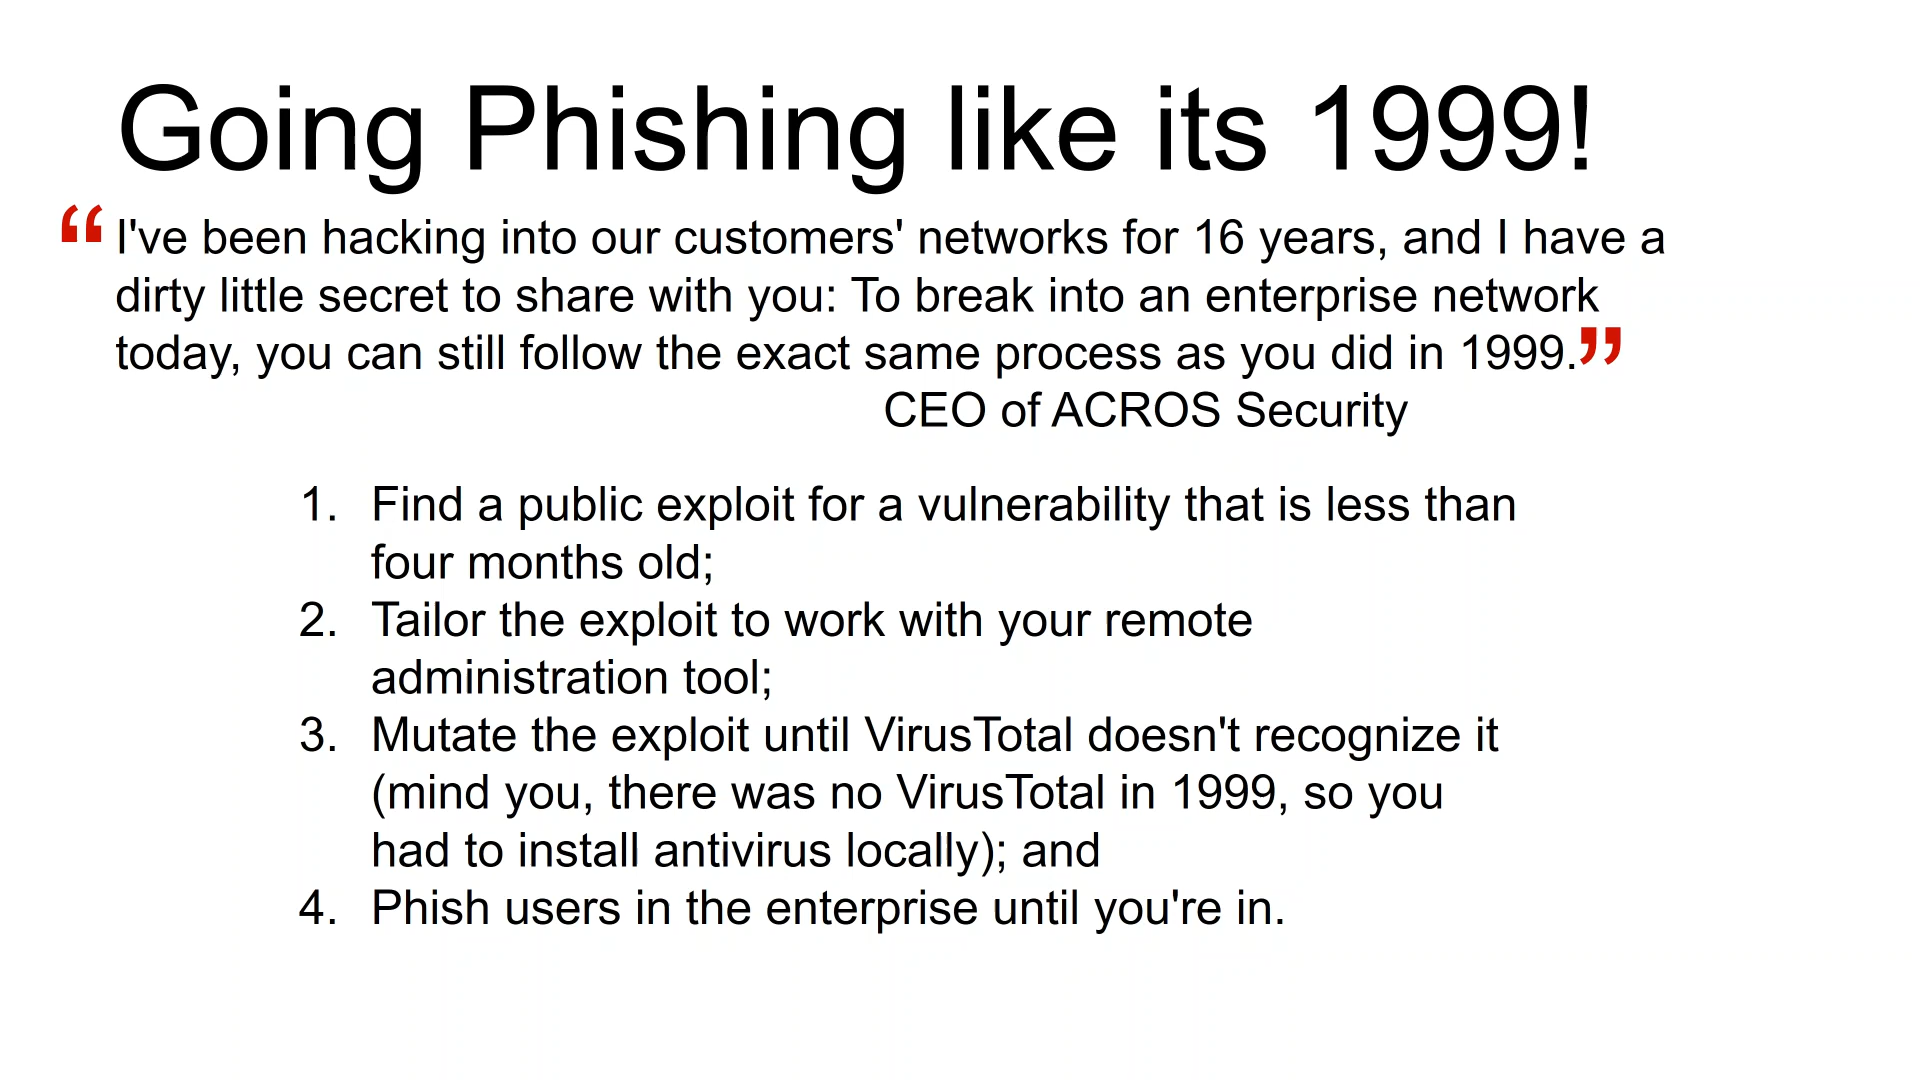 Going Phishing like its 1999!
“I've been hacking into our customers' networks for 16 years, and I have a
dirty little secret to share with you: To break into an enterprise network
today, you can still follow the exact same process as you did in 1999.”
CEO of ACROS Security
1. Find a public exploit for a vulnerability that is less than
four months old;
2. Tailor the exploit to work with your remote
administration tool;
3. Mutate the exploit until VirusTotal doesn't recognize it
(mind you, there was no VirusTotal in 1999, so you
had to install antivirus locally); and
4. Phish users in the enterprise until you're in.